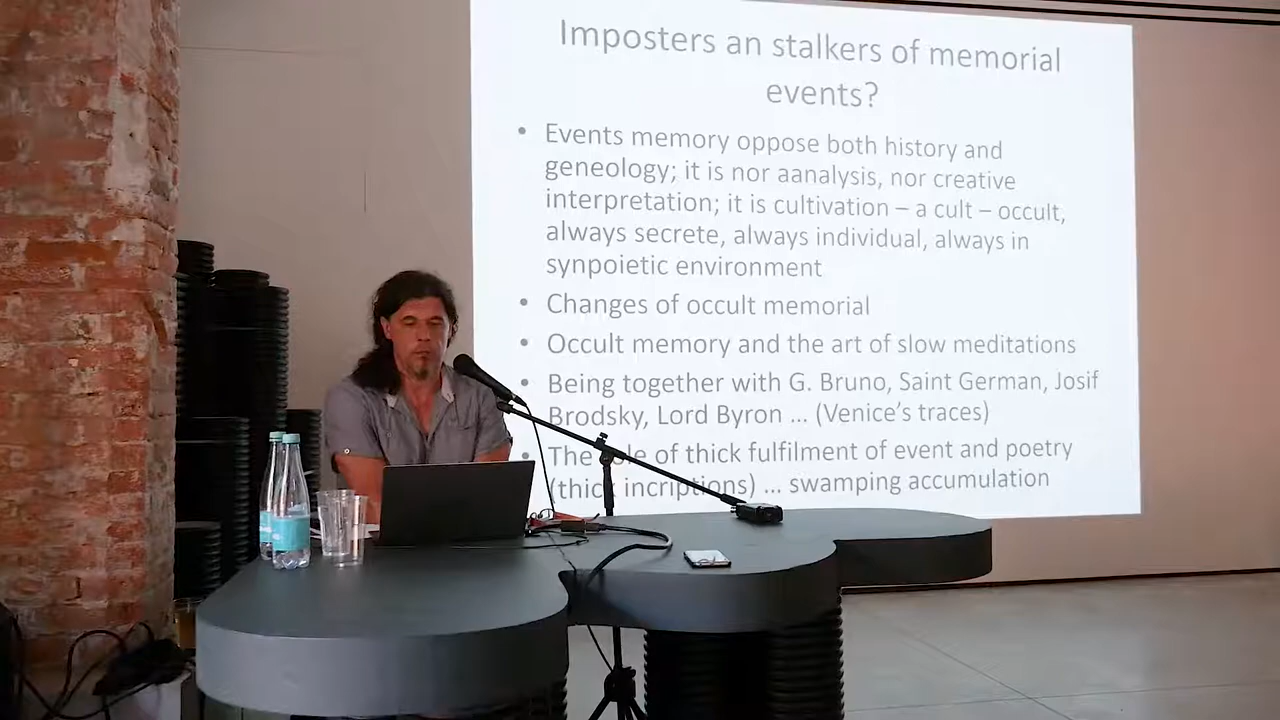 Imposters an stalkers of memorial
events?
• Events memory oppose both history and
geneology; it is nor aanalysis, nor creative
interpretation; it is cultivation – a cult – occult,
always secrete, always individual, always in
synpoietic environment
• Changes of occult memorial
• Occult memory and the art of slow meditations
• Being together with G. Bruno, Saint German, Josif
Brodsky, Lord Byron ... (Venice's traces)
• The role of thick fulfilment of event and poetry
(thick incriptions) ... swamping accumulation